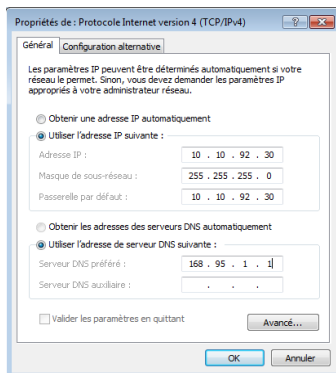 Propriétés de : Protocole Internet version 4 (TCP/IPv4)
Général Configuration alternative
Les paramètres IP peuvent être déterminés automatiquement si votre
réseau le permet. Sinon, vous devez demander les paramètres IP
appropriés à votre administrateur réseau.
Obtenir une adresse IP automatiquement
Utiliser l'adresse IP suivante :
Adresse IP : 10 . 10 . 92 . 30
Masque de sous-réseau : 255 . 255 . 255 . 0
Passerelle par défaut : 10 . 10 . 92 . 30
Obtenir les adresses des serveurs DNS automatiquement
Utiliser l'adresse de serveur DNS suivante :
Serveur DNS préféré : 168 . 95 . 1 . 1
Serveur DNS auxiliaire : . . .
Valider les paramètres en quittant
Avancé...
OK Annuler